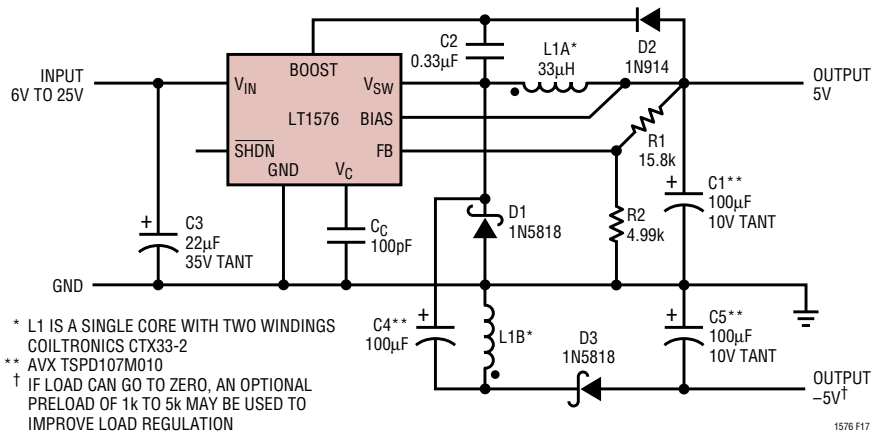 C2
0.33µF
L1A*
33µH
D2
1N914
INPUT
6V TO 25V
BOOST
VIN
VSW
LT1576
BIAS
SHDN
FB
GND
VC
OUTPUT
5V
R1
15.8k
+
C3
22µF
35V TANT
CC
100pF
D1
1N5818
R2
4.99k
+
C1**
100µF
10V TANT
GND
* L1 IS A SINGLE CORE WITH TWO WINDINGS
COILTRONICS CTX33-2
** AVX TSPD107M010
† IF LOAD CAN GO TO ZERO, AN OPTIONAL
PRELOAD OF 1k TO 5k MAY BE USED TO
IMPROVE LOAD REGULATION
+
C4**
100µF
L1B*
D3
1N5818
+
C5**
100µF
10V TANT
OUTPUT
–5V†
1576 F17